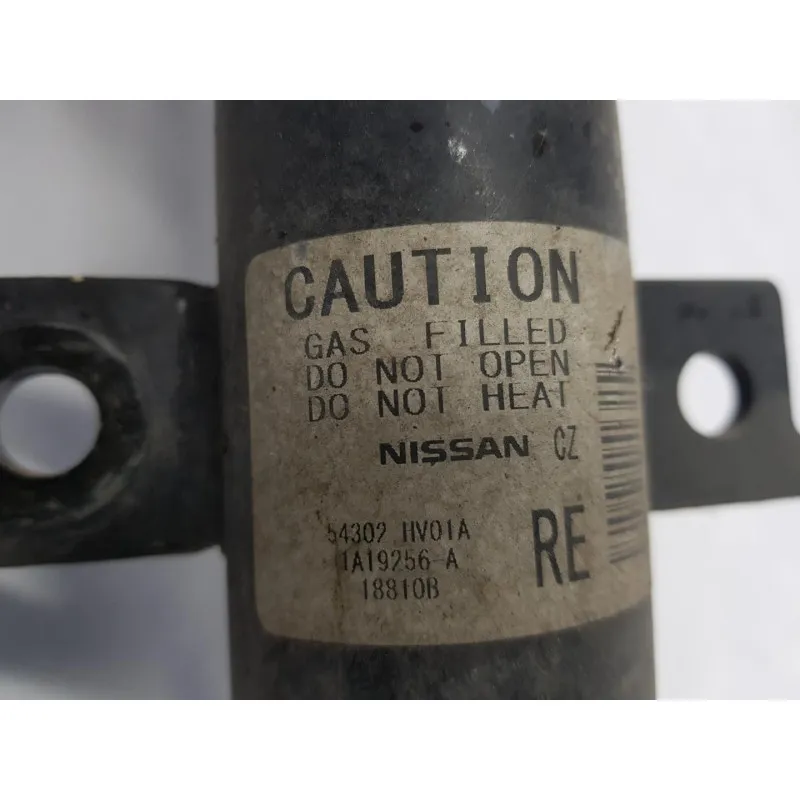 CAUTION
GAS FILLED
DO NOT OPEN
DO NOT HEAT
NISSAN CZ
54302 HV01A
1A19256-A
18810B
RE